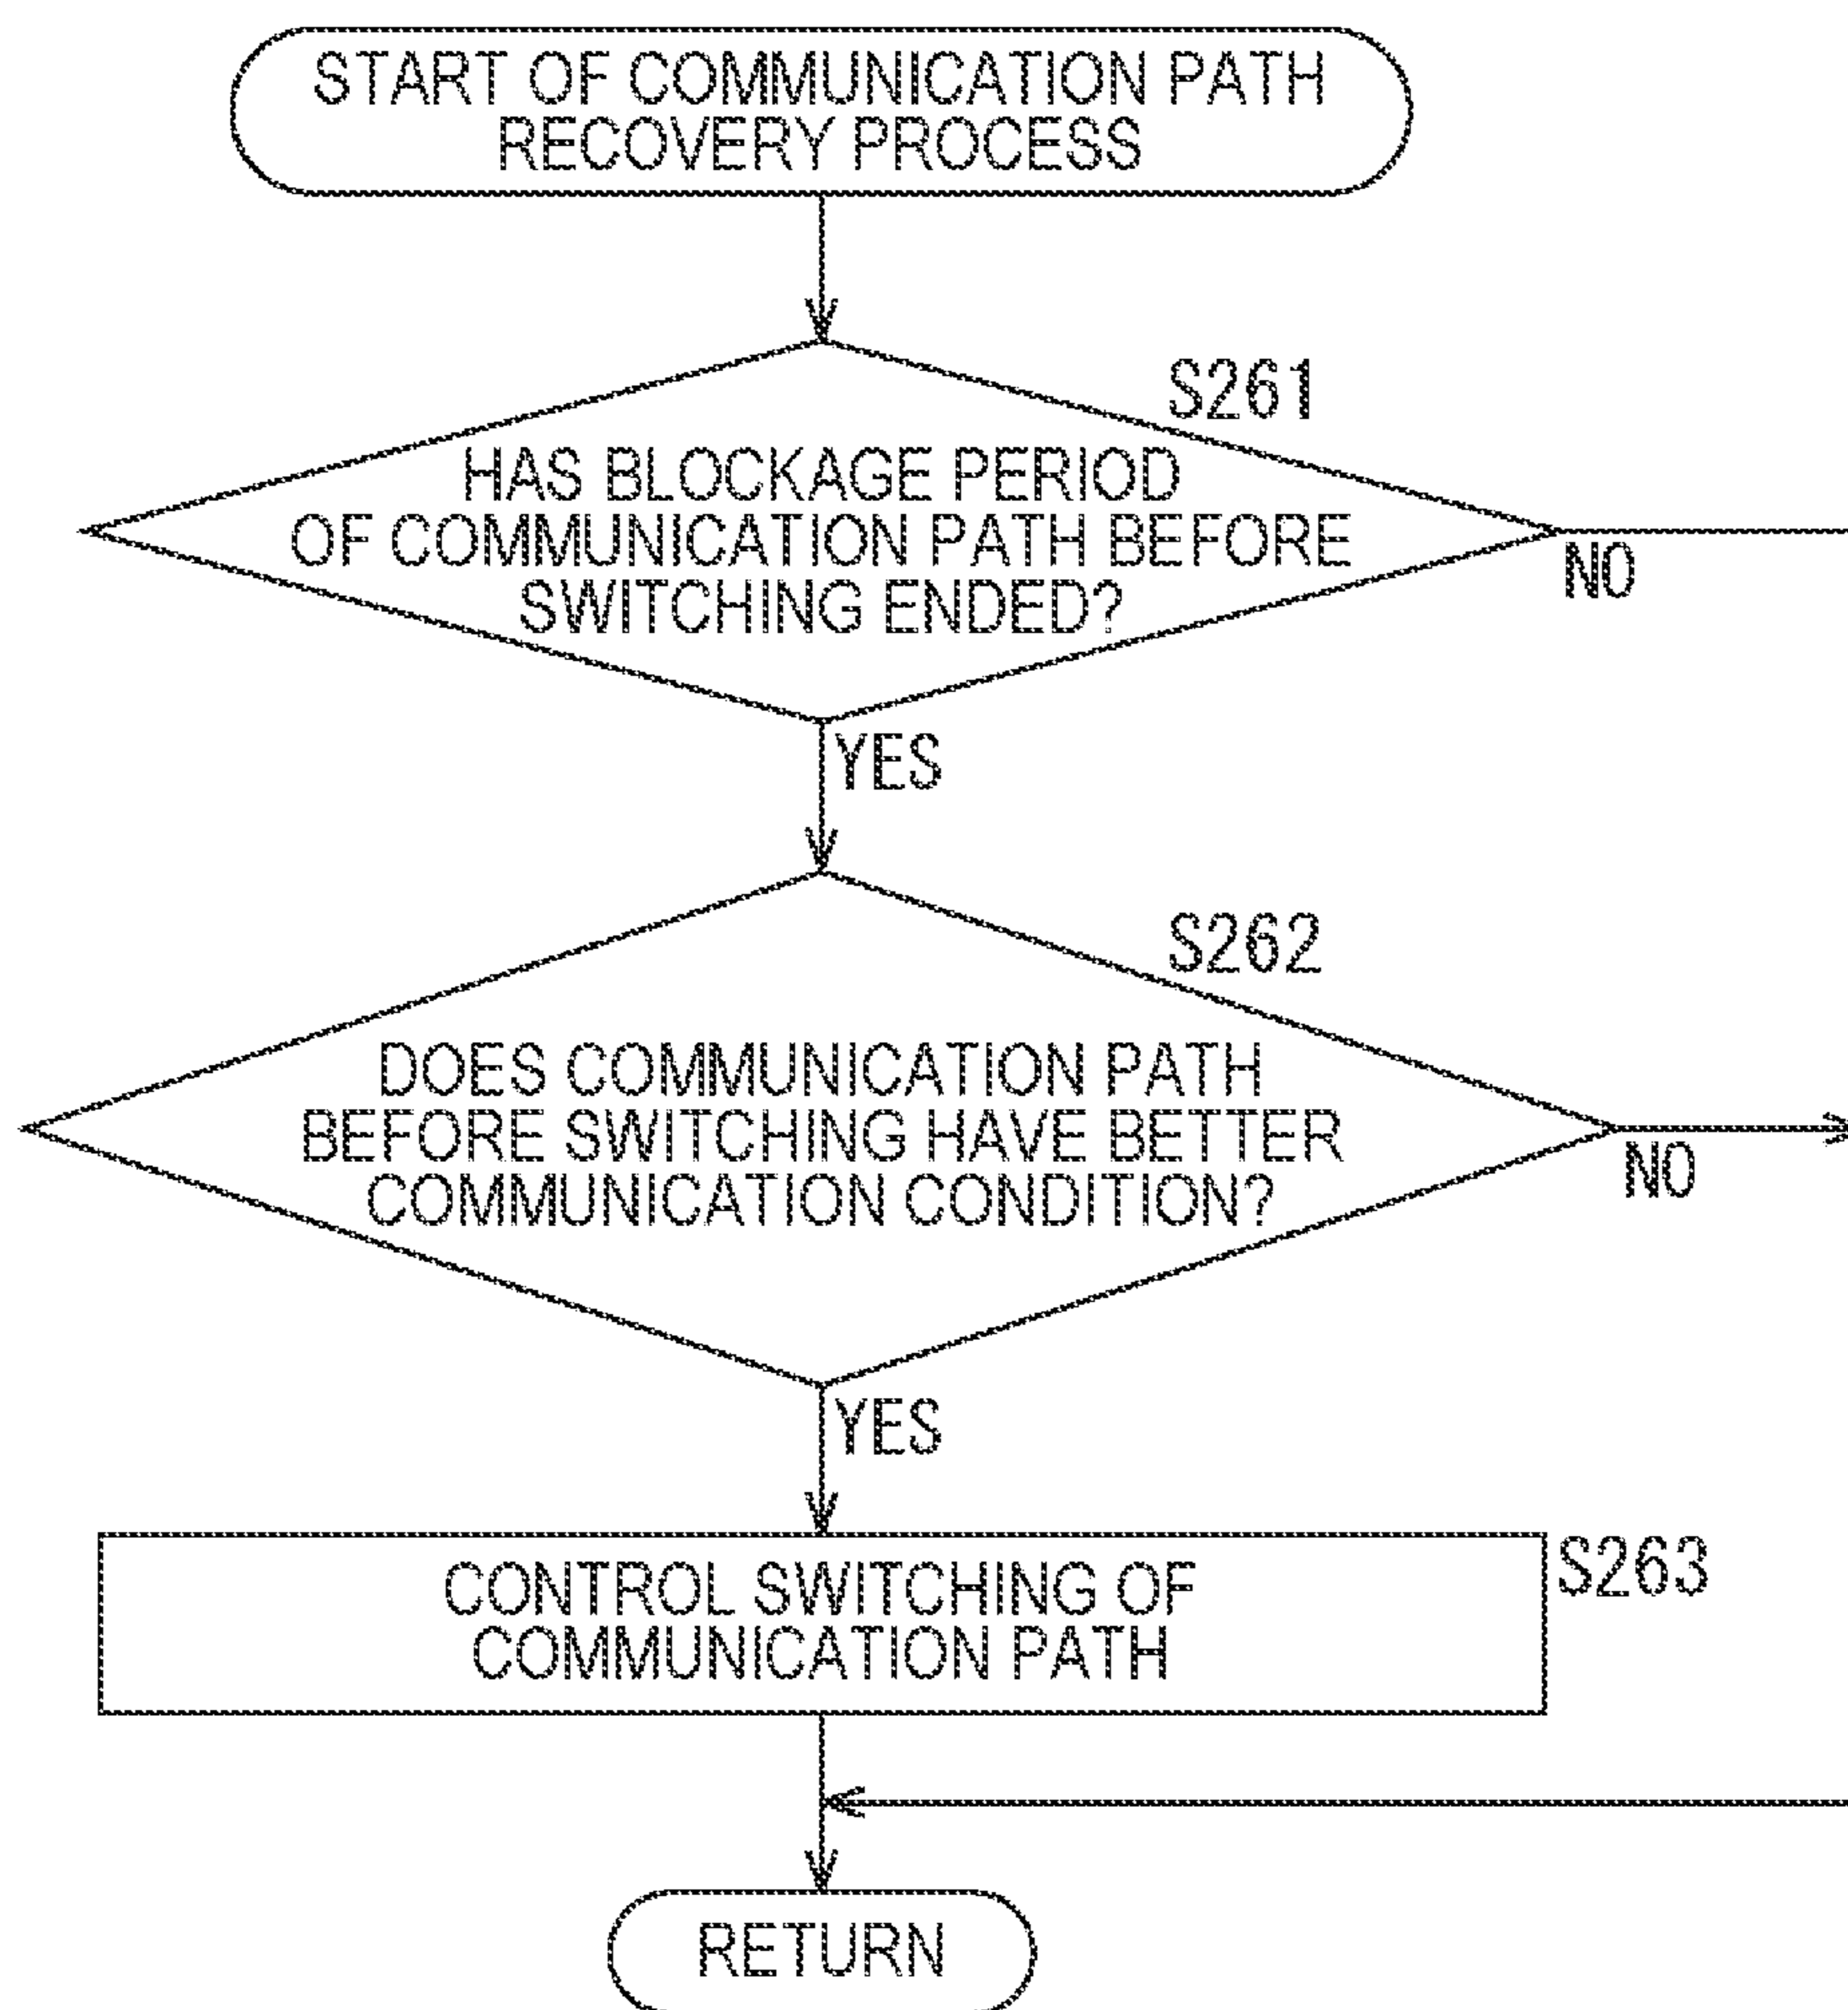 START OF COMMUNICATION PATH
RECOVERY PROCESS
S261
HAS BLOCKAGE PERIOD
OF COMMUNICATION PATH BEFORE
SWITCHING ENDED?
NO
YES
S262
DOES COMMUNICATION PATH
BEFORE SWITCHING HAVE BETTER
COMMUNICATION CONDITION?
NO
YES
CONTROL SWITCHING OF
COMMUNICATION PATH
S263
RETURN